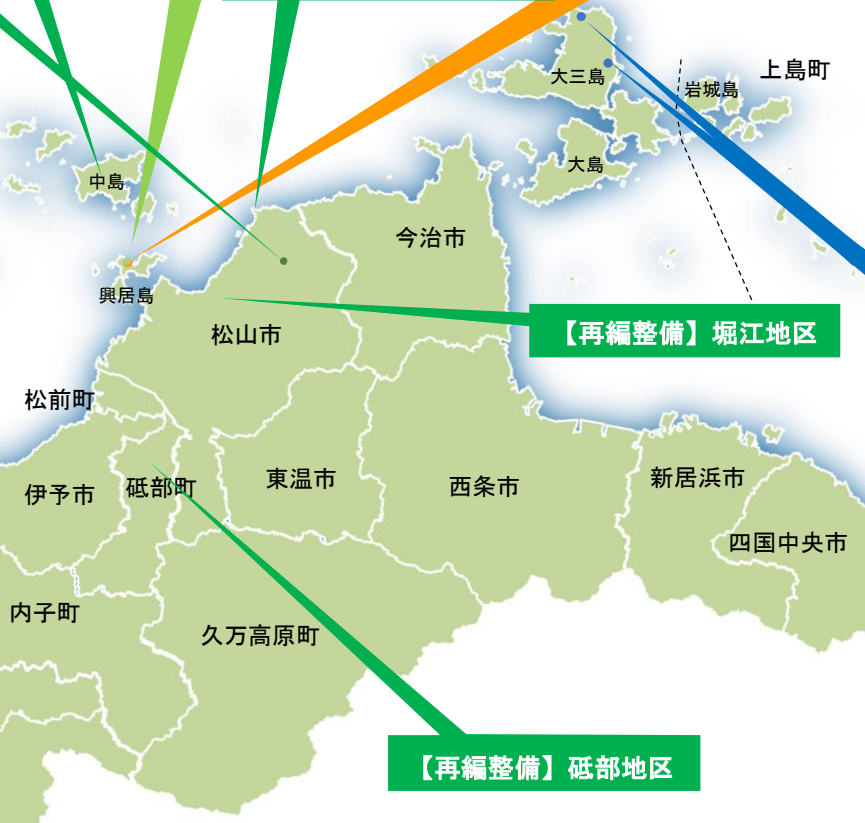 上島町
大三島
岩城島
大島
中島
今治市
興居島
【再編整備】堀江地区
松山市
松前町
新居浜市
東温市
西条市
砥部町
伊予市
四国中央市
内子町
久万高原町
【再編整備】砥部地区